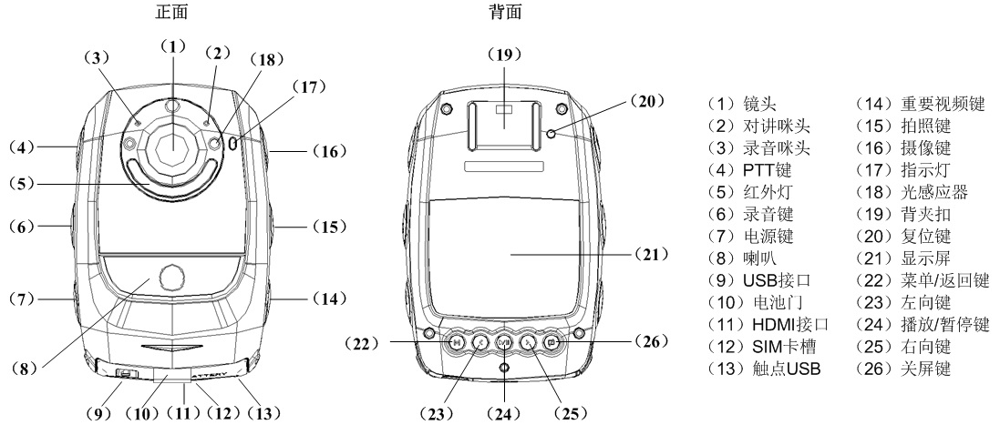 正面
背面
（1）
（2）
（3）
（18）
（17）
（4）
（16）
（5）
（6）
（15）
（7）
（14）
（8）
（9）
（10）
（11）
（12）
（13）
（19）
（20）
（21）
（22）
（26）
（23）
（24）
（25）
（1）镜头
（2）对讲咪头
（3）录音咪头
（4）PTT键
（5）红外灯
（6）录音键
（7）电源键
（8）喇叭
（9）USB接口
（10）电池门
（11）HDMI接口
（12）SIM卡槽
（13）触点USB
（14）重要视频键
（15）拍照键
（16）摄像键
（17）指示灯
（18）光感应器
（19）背夹扣
（20）复位键
（21）显示屏
（22）菜单/返回键
（23）左向键
（24）播放/暂停键
（25）右向键
（26）关屏键